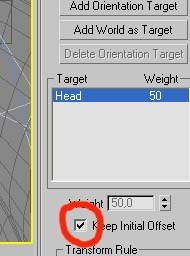 Add Orientation Target
Add World as Target
Delete Orientation Target
Target Weight
Head 50
Weight 50,0
Keep Initial Offset
Transform Rule